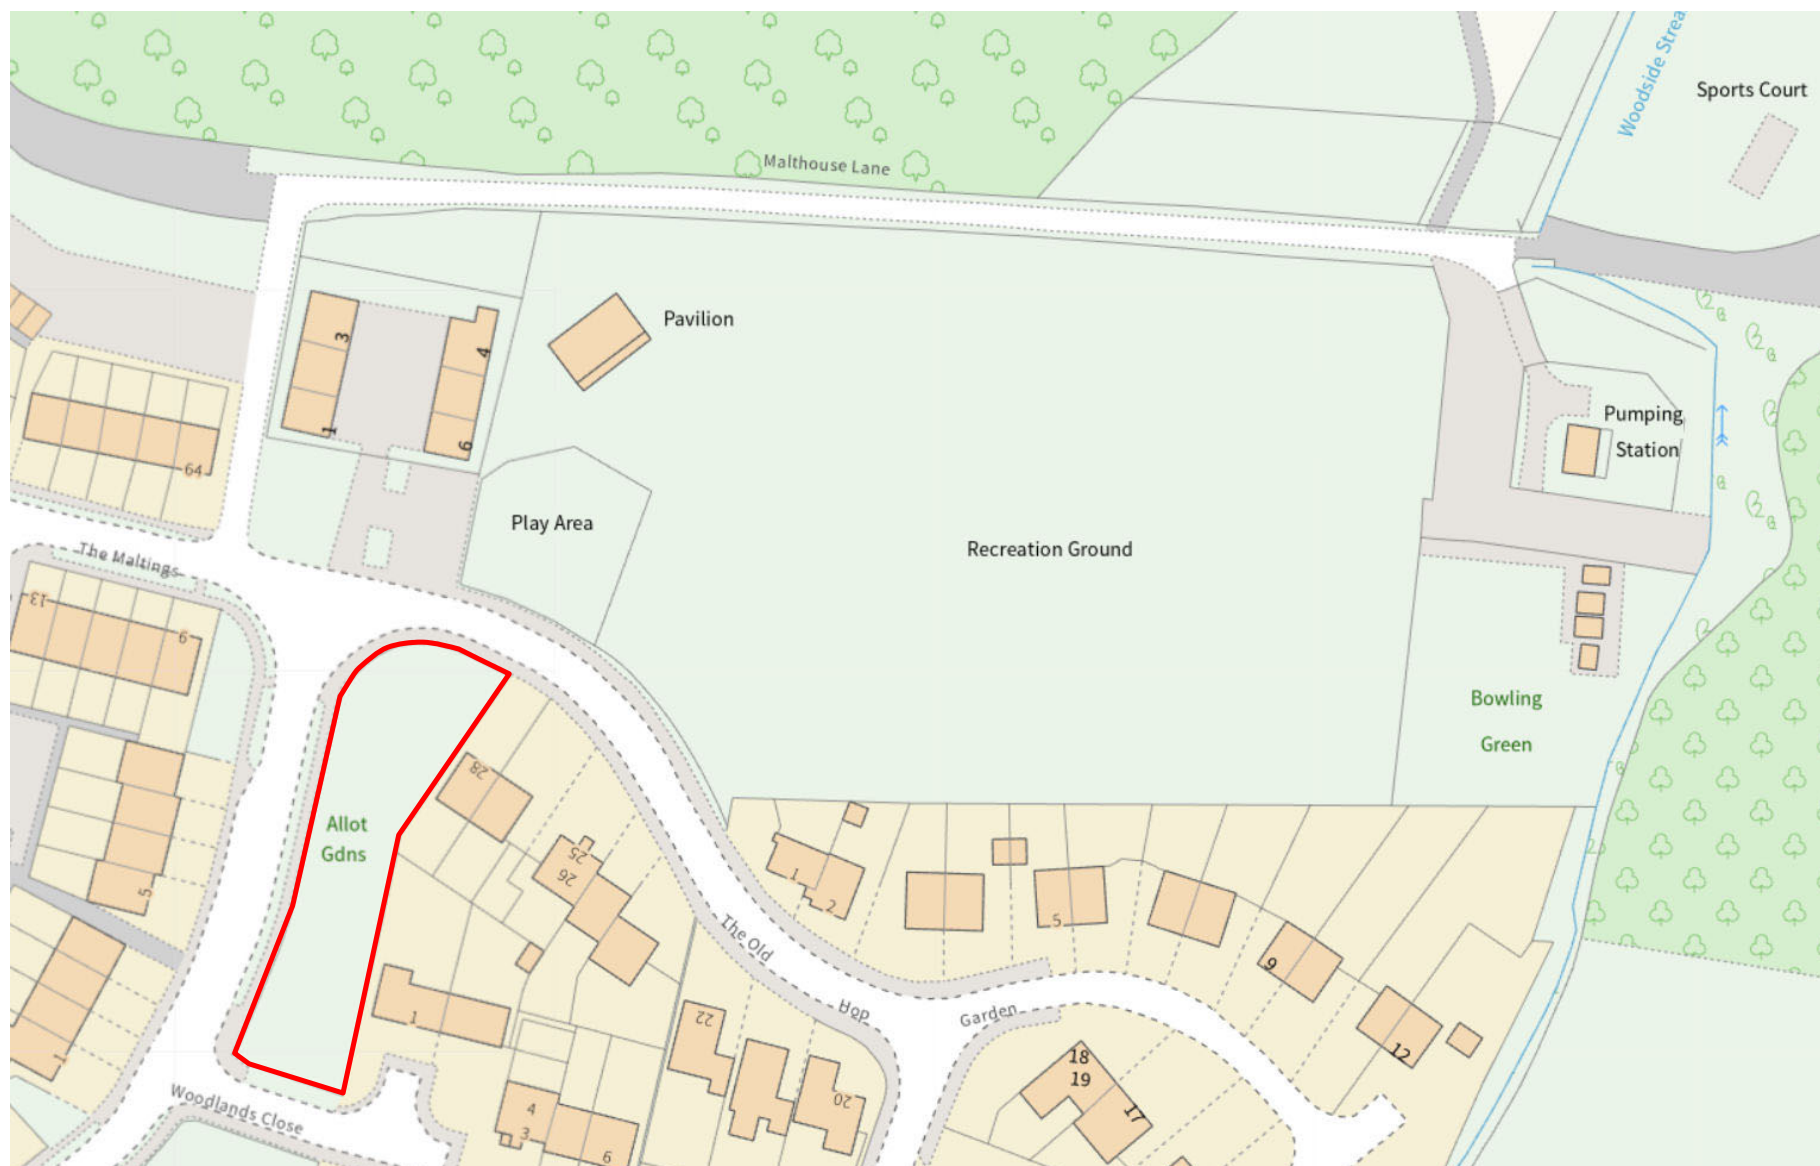 Woodside Strea
Sports Court
Malthouse Lane
Pavilion
3
4
1
6
64
Pumping
Station
Play Area
Recreation Ground
The Maltings
13
9
Bowling
Green
28
Allot
Gdns
25
26
5
1
2
5
The Old
Hop
Garden
9
12
1
22
20
18
19
17
1
Woodlands Close
4
3
6